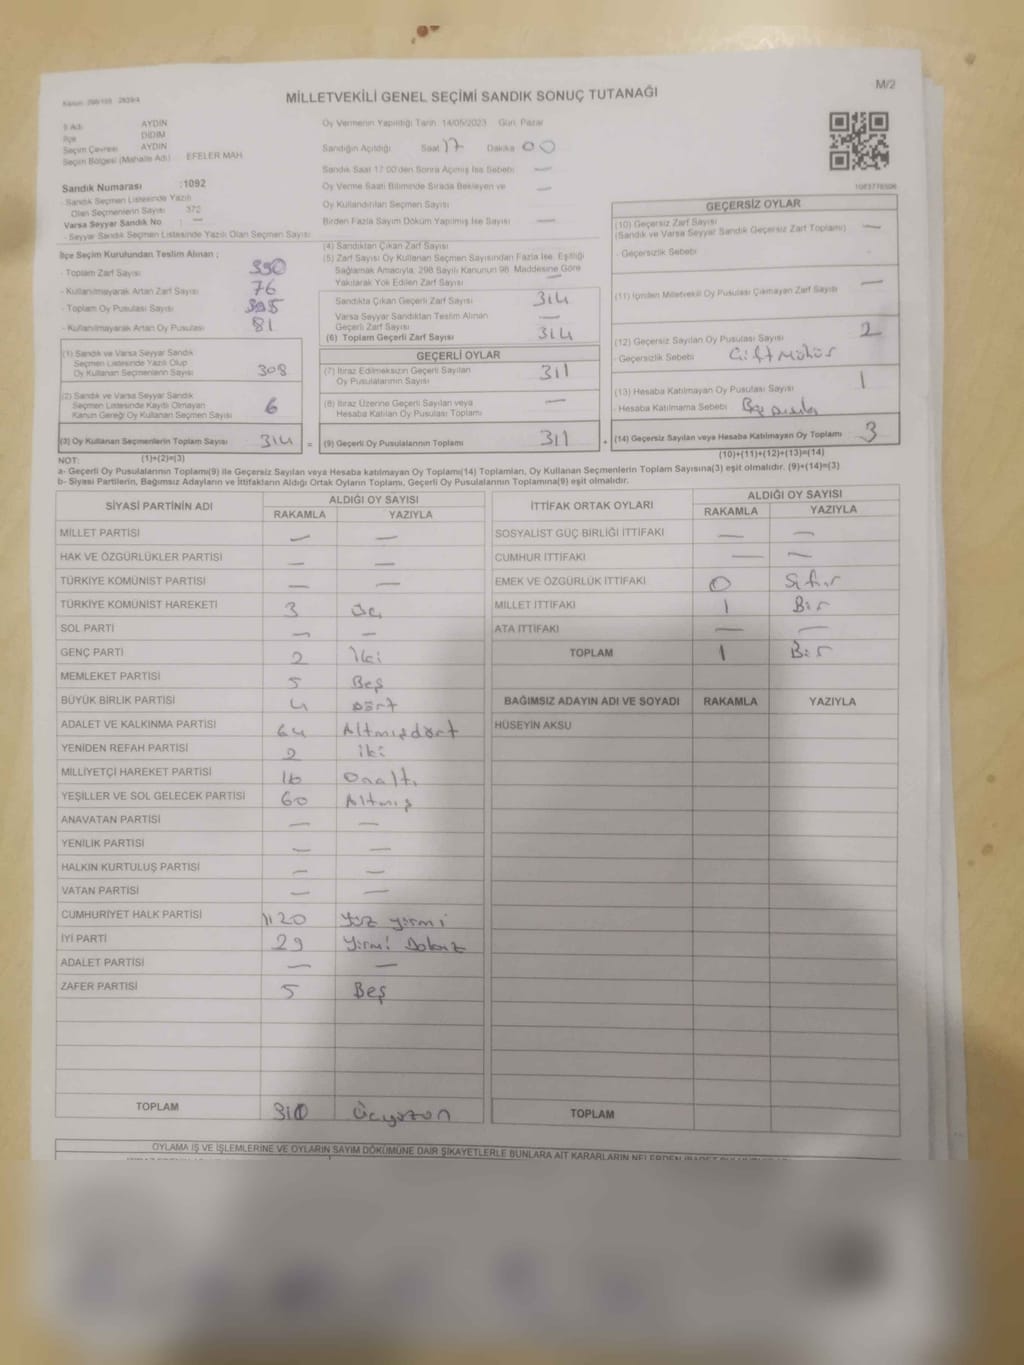 Kanun: 298/105 2839/4
MİLLETVEKİLİ GENEL SEÇİMİ SANDIK SONUÇ TUTANAĞI
M/2
İl Adı AYDIN
İlçe DİDİM
Seçim Çevresi AYDIN
Seçim Bölgesi (Mahalle Adı) EFELER MAH
Sandık Numarası :1092
- Sandık Seçmen Listesinde Yazılı
Olan Seçmenlerin Sayısı 372
Varsa Seyyar Sandık No : —
- Seyyar Sandık Seçmen Listesinde Yazılı Olan Seçmen Sayısı
Oy Vermenin Yapıldığı Tarih: 14/05/2023 Gün: Pazar
Sandığın Açıldığı Saat 17 Dakika 00
Sandık Saat 17:00'den Sonra Açılmış İse Sebebi —
Oy Verme Saati Bitiminde Sırada Bekleyen ve —
Oy Kullandırılan Seçmen Sayısı
Birden Fazla Sayım Döküm Yapılmış İse Sayısı —
1083776506
İlçe Seçim Kurulundan Teslim Alınan ;
- Toplam Zarf Sayısı 390
- Kullanılmayarak Artan Zarf Sayısı 76
- Toplam Oy Pusulası Sayısı 395
- Kullanılmayarak Artan Oy Pusulası 81
(1) Sandık ve Varsa Seyyar Sandık
Seçmen Listesinde Yazılı Olup
Oy Kullanan Seçmenlerin Sayısı 308
(2) Sandık ve Varsa Seyyar Sandık
Seçmen Listesinde Kayıtlı Olmayan
Kanun Gereği Oy Kullanan Seçmen Sayısı 6
(3) Oy Kullanan Seçmenlerin Toplam Sayısı 314 =
(4) Sandıktan Çıkan Zarf Sayısı
(5) Zarf Sayısı Oy Kullanan Seçmen Sayısından Fazla İse, Eşitliği
Sağlamak Amacıyla, 298 Sayılı Kanunun 98. Maddesine Göre
Yakılarak Yok Edilen Zarf Sayısı —
Sandıkta Çıkan Geçerli Zarf Sayısı 314
Varsa Seyyar Sandıktan Teslim Alınan
Geçerli Zarf Sayısı —
(6) Toplam Geçerli Zarf Sayısı 314
GEÇERLİ OYLAR
(7) İtiraz Edilmeksizin Geçerli Sayılan
Oy Pusulalarının Sayısı 311
(8) İtiraz Üzerine Geçerli Sayılan veya
Hesaba Katılan Oy Pusulası Toplamı —
(9) Geçerli Oy Pusulalarının Toplamı 311 +
GEÇERSİZ OYLAR
(10) Geçersiz Zarf Sayısı
(Sandık ve Varsa Seyyar Sandık Geçersiz Zarf Toplamı) —
- Geçersizlik Sebebi -
(11) İçinden Milletvekili Oy Pusulası Çıkmayan Zarf Sayısı —
(12) Geçersiz Sayılan Oy Pusulası Sayısı 2
- Geçersizlik Sebebi Çift Mühür
(13) Hesaba Katılmayan Oy Pusulası Sayısı 1
- Hesaba Katılmama Sebebi
(14) Geçersiz Sayılan veya Hesaba Katılmayan Oy Toplamı 3
NOT: (1)+(2)=(3)
(10)+(11)+(12)+(13)=(14)
a- Geçerli Oy Pusulalarının Toplamı(9) ile Geçersiz Sayılan veya Hesaba katılmayan Oy Toplamı(14) Toplamları, Oy Kullanan Seçmenlerin Toplam Sayısına(3) eşit olmalıdır. (9)+(14)=(3)
b- Siyasi Partilerin, Bağımsız Adayların ve İttifakların Aldığı Ortak Oyların Toplamı, Geçerli Oy Pusulalarının Toplamına(9) eşit olmalıdır.
SİYASİ PARTİNİN ADI ALDIĞI OY SAYISI
RAKAMLA YAZIYLA
MİLLET PARTİSİ — —
HAK VE ÖZGÜRLÜKLER PARTİSİ — —
TÜRKİYE KOMÜNİST PARTİSİ — —
TÜRKİYE KOMÜNİST HAREKETİ 3 üç
SOL PARTİ — —
GENÇ PARTİ 2 İki
MEMLEKET PARTİSİ 5 Beş
BÜYÜK BİRLİK PARTİSİ 4 Dört
ADALET VE KALKINMA PARTİSİ 64 Altmışdört
YENİDEN REFAH PARTİSİ 2 iki
MİLLİYETÇİ HAREKET PARTİSİ 16 Onaltı
YEŞİLLER VE SOL GELECEK PARTİSİ 60 Altmış
ANAVATAN PARTİSİ — —
YENİLİK PARTİSİ — —
HALKIN KURTULUŞ PARTİSİ — —
VATAN PARTİSİ — —
CUMHURİYET HALK PARTİSİ 120 Yüz yirmi
İYİ PARTİ 29 Yirmi Dokuz
ADALET PARTİSİ — —
ZAFER PARTİSİ 5 Beş
TOPLAM 310 Üçyüzon
İTTİFAK ORTAK OYLARI ALDIĞI OY SAYISI
RAKAMLA YAZIYLA
SOSYALİST GÜÇ BİRLİĞİ İTTİFAKI — —
CUMHUR İTTİFAKI — —
EMEK VE ÖZGÜRLÜK İTTİFAKI 0 Sıfır
MİLLET İTTİFAKI 1 Bir
ATA İTTİFAKI — —
TOPLAM 1 Bir
BAĞIMSIZ ADAYIN ADI VE SOYADI RAKAMLA YAZIYLA
HÜSEYİN AKSU
TOPLAM
OYLAMA İŞ VE İŞLEMLERİNE VE OYLARIN SAYIM DÖKÜMÜNE DAİR ŞİKAYETLERLE BUNLARA AİT KARARLARIN NELERDEN İBARET